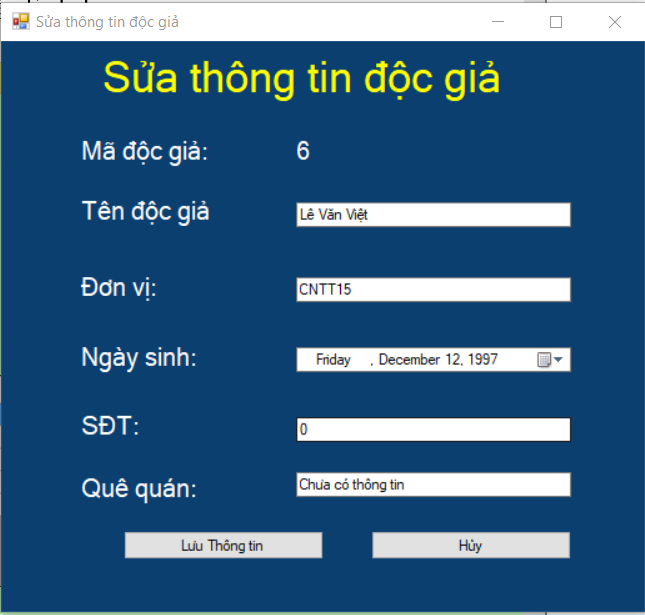 Sửa thông tin độc giả
Sửa thông tin độc giả
Mã độc giả: 6
Tên độc giả Lê Văn Việt
Đơn vị: CNTT15
Ngày sinh: Friday , December 12, 1997
SĐT: 0
Quê quán: Chưa có thông tin
Lưu Thông tin Hủy